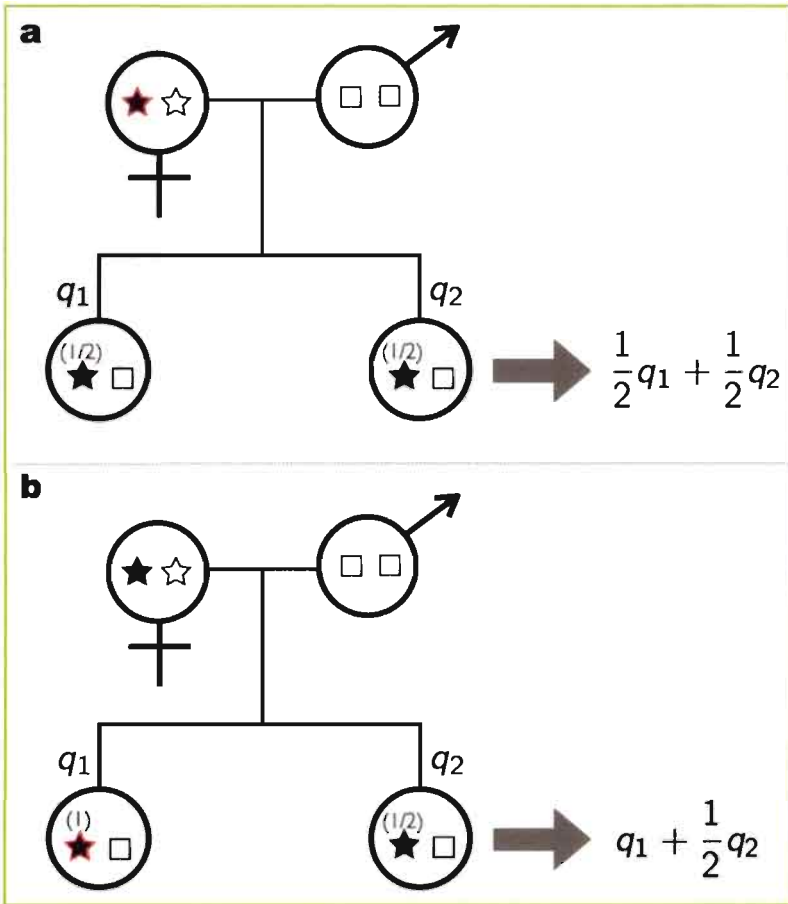 a
q₁ q₂
(1/2) (1/2)
1/2 q₁ + 1/2 q₂
b
q₁ q₂
(1) (1/2)
q₁ + 1/2 q₂